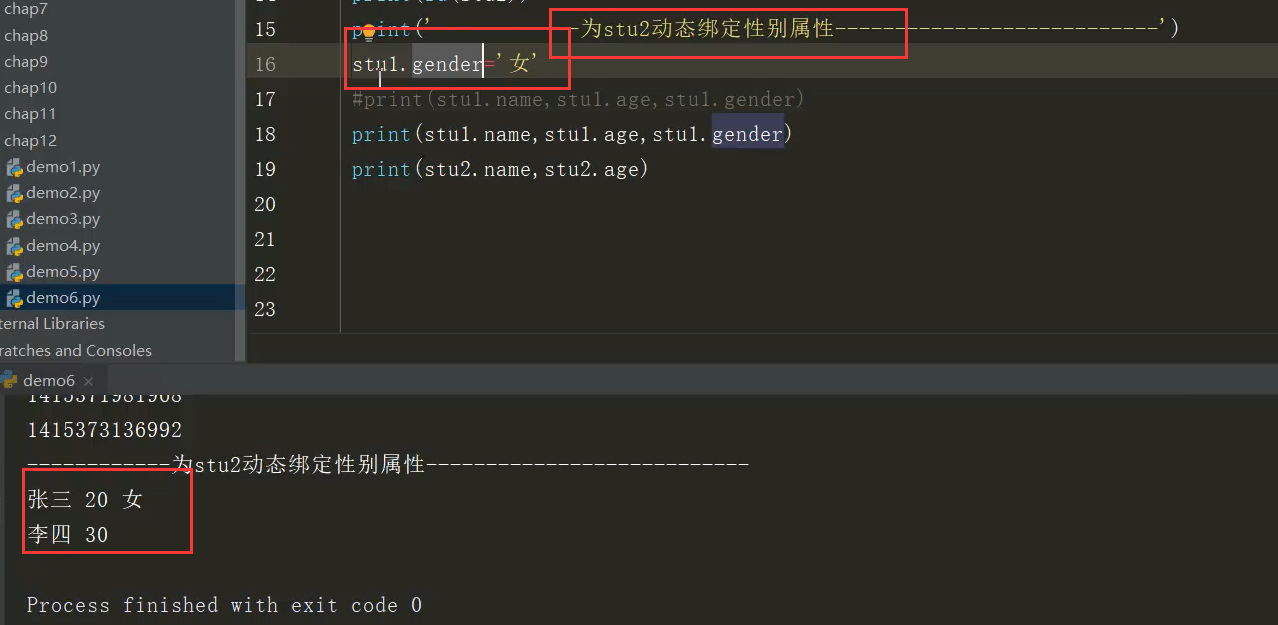 chap7
chap8
chap9
chap10
chap11
chap12
demo1.py
demo2.py
demo3.py
demo4.py
demo5.py
demo6.py
ternal Libraries
ratches and Consoles
15 print('-为stu2动态绑定性别属性---------------------------')
16 stu1.gender='女'
17 #print(stu1.name,stu1.age,stu1.gender)
18 print(stu1.name,stu1.age,stu1.gender)
19 print(stu2.name,stu2.age)
20
21
22
23
demo6 ×
1415371981968
1415373136992
------------为stu2动态绑定性别属性---------------------------
张三 20 女
李四 30
Process finished with exit code 0